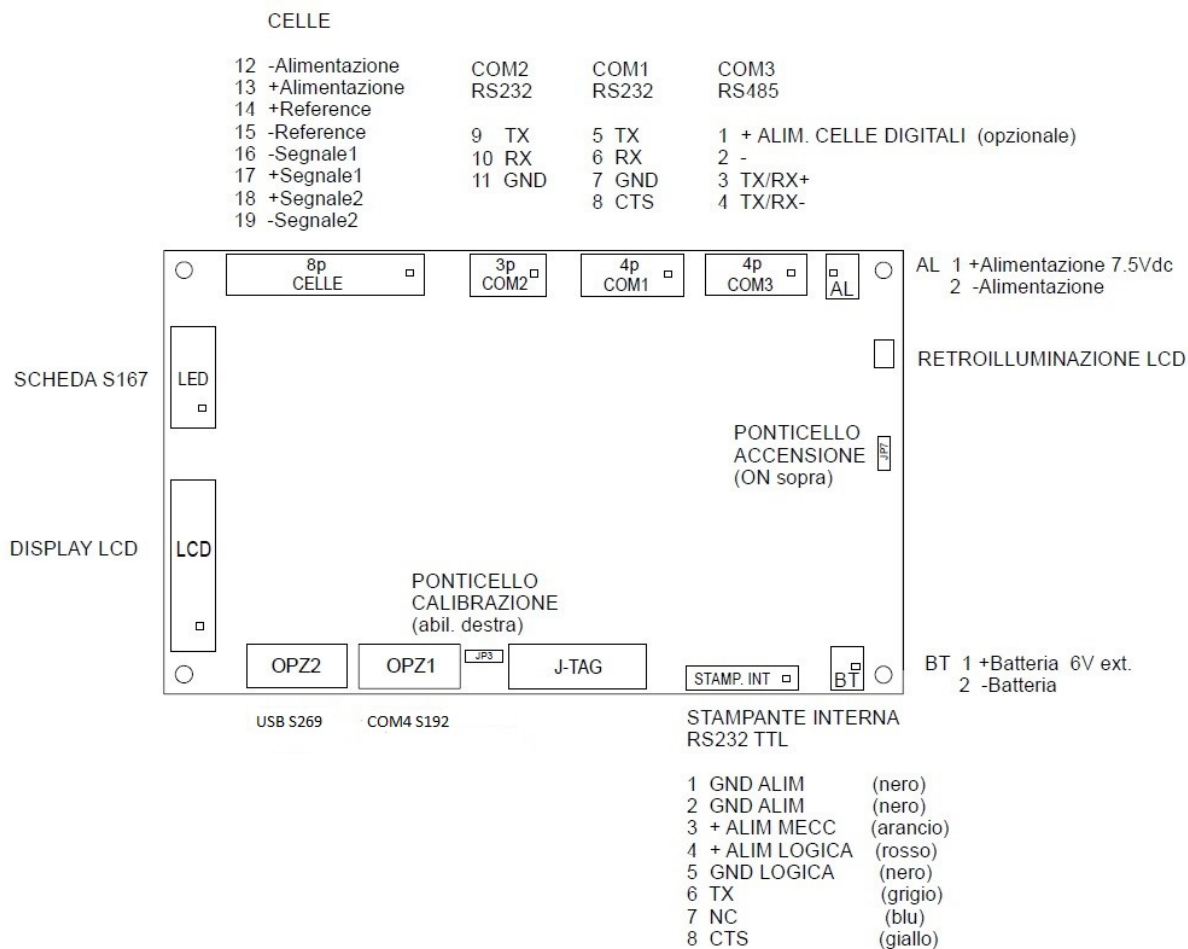 CELLE
12 -Alimentazione
13 +Alimentazione
14 +Reference
15 -Reference
16 -Segnale1
17 +Segnale1
18 +Segnale2
19 -Segnale2
COM2
RS232
9 TX
10 RX
11 GND
COM1
RS232
5 TX
6 RX
7 GND
8 CTS
COM3
RS485
1 + ALIM. CELLE DIGITALI (opzionale)
2 -
3 TX/RX+
4 TX/RX-
8p
CELLE
3p
COM2
4p
COM1
4p
COM3
AL
AL 1 +Alimentazione 7.5Vdc
2 -Alimentazione
SCHEDA S167
LED
RETROILLUMINAZIONE LCD
PONTICELLO
ACCENSIONE
(ON sopra)
JP7
DISPLAY LCD
LCD
PONTICELLO
CALIBRAZIONE
(abil. destra)
OPZ2
OPZ1
JP3
J-TAG
STAMP. INT
BT
BT 1 +Batteria 6V ext.
2 -Batteria
USB S269
COM4 S192
STAMPANTE INTERNA
RS232 TTL
1 GND ALIM (nero)
2 GND ALIM (nero)
3 + ALIM MECC (arancio)
4 + ALIM LOGICA (rosso)
5 GND LOGICA (nero)
6 TX (grigio)
7 NC (blu)
8 CTS (giallo)